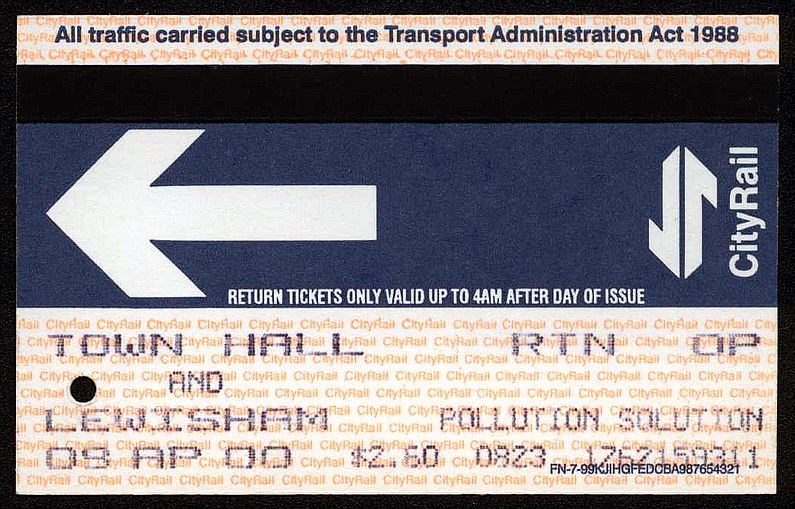 All traffic carried subject to the Transport Administration Act 1988
CityRail
RETURN TICKETS ONLY VALID UP TO 4AM AFTER DAY OF ISSUE
TOWN HALL RTN OP
AND
LEWISHAM POLLUTION SOLUTION
09 AP 00 $2.60 0823
FN-7-99KJIHGFEDCBA987654321